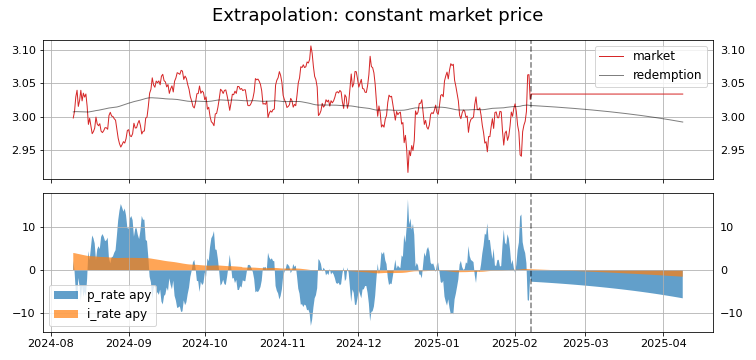 Extrapolation: constant market price
3.10
3.05
3.00
2.95
market
redemption
3.10
3.05
3.00
2.95
10
0
−10
p_rate apy
i_rate apy
10
0
−10
2024-08 2024-09 2024-10 2024-11 2024-12 2025-01 2025-02 2025-03 2025-04